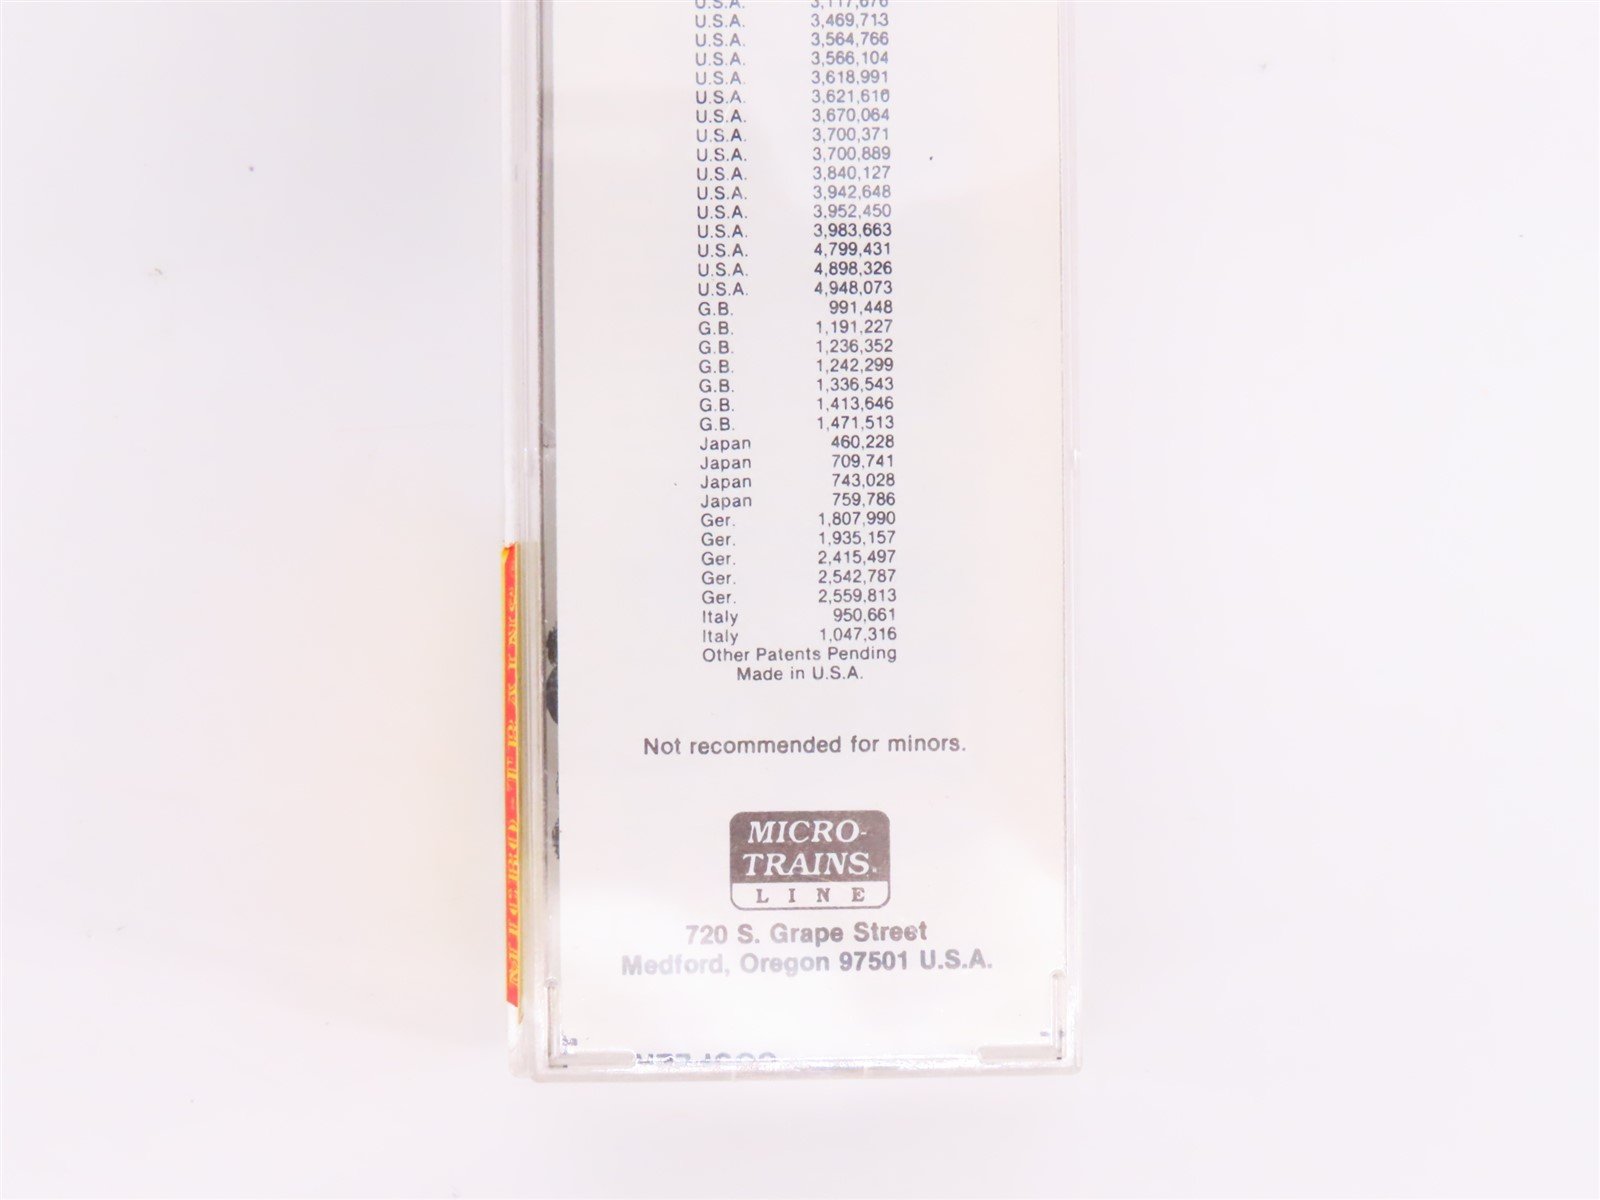 U.S.A. 3,117,676
U.S.A. 3,469,713
U.S.A. 3,564,766
U.S.A. 3,566,104
U.S.A. 3,618,991
U.S.A. 3,621,610
U.S.A. 3,670,064
U.S.A. 3,700,371
U.S.A. 3,700,889
U.S.A. 3,840,127
U.S.A. 3,942,648
U.S.A. 3,952,450
U.S.A. 3,983,663
U.S.A. 4,799,431
U.S.A. 4,898,326
U.S.A. 4,948,073
G.B. 991,448
G.B. 1,191,227
G.B. 1,236,352
G.B. 1,242,299
G.B. 1,336,543
G.B. 1,413,646
G.B. 1,471,513
Japan 460,228
Japan 709,741
Japan 743,028
Japan 759,786
Ger. 1,807,990
Ger. 1,935,157
Ger. 2,415,497
Ger. 2,542,787
Ger. 2,559,813
Italy 950,661
Italy 1,047,316
Other Patents Pending
Made in U.S.A.
Not recommended for minors.
MICRO-
TRAINS®
LINE
720 S. Grape Street
Medford, Oregon 97501 U.S.A.
MICRO-TRAINS